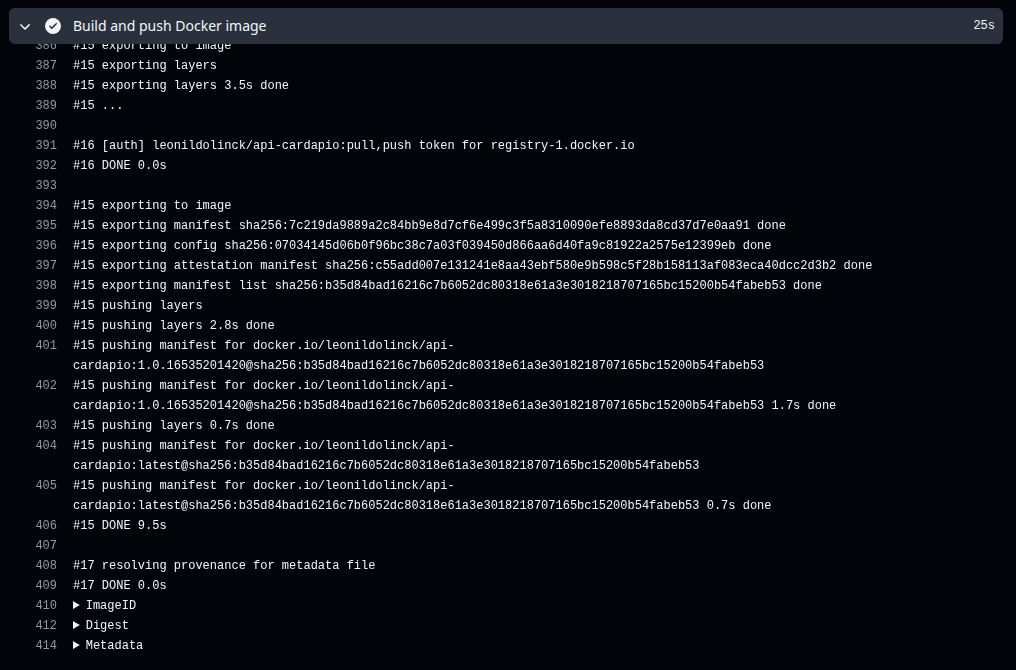 Build and push Docker image 25s
386 #15 exporting to image
387 #15 exporting layers
388 #15 exporting layers 3.5s done
389 #15 ...
390
391 #16 [auth] leonildolinck/api-cardapio:pull,push token for registry-1.docker.io
392 #16 DONE 0.0s
393
394 #15 exporting to image
395 #15 exporting manifest sha256:7c219da9889a2c84bb9e8d7cf6e499c3f5a8310090efe8893da8cd37d7e0aa91 done
396 #15 exporting config sha256:07034145d06b0f96bc38c7a03f039450d866aa6d40fa9c81922a2575e12399eb done
397 #15 exporting attestation manifest sha256:c55add007e131241e8aa43ebf580e9b598c5f28b158113af083eca40dcc2d3b2 done
398 #15 exporting manifest list sha256:b35d84bad16216c7b6052dc80318e61a3e3018218707165bc15200b54fabeb53 done
399 #15 pushing layers
400 #15 pushing layers 2.8s done
401 #15 pushing manifest for docker.io/leonildolinck/api-
cardapio:1.0.16535201420@sha256:b35d84bad16216c7b6052dc80318e61a3e3018218707165bc15200b54fabeb53
402 #15 pushing manifest for docker.io/leonildolinck/api-
cardapio:1.0.16535201420@sha256:b35d84bad16216c7b6052dc80318e61a3e3018218707165bc15200b54fabeb53 1.7s done
403 #15 pushing layers 0.7s done
404 #15 pushing manifest for docker.io/leonildolinck/api-
cardapio:latest@sha256:b35d84bad16216c7b6052dc80318e61a3e3018218707165bc15200b54fabeb53
405 #15 pushing manifest for docker.io/leonildolinck/api-
cardapio:latest@sha256:b35d84bad16216c7b6052dc80318e61a3e3018218707165bc15200b54fabeb53 0.7s done
406 #15 DONE 9.5s
407
408 #17 resolving provenance for metadata file
409 #17 DONE 0.0s
410 ▶ ImageID
412 ▶ Digest
414 ▶ Metadata